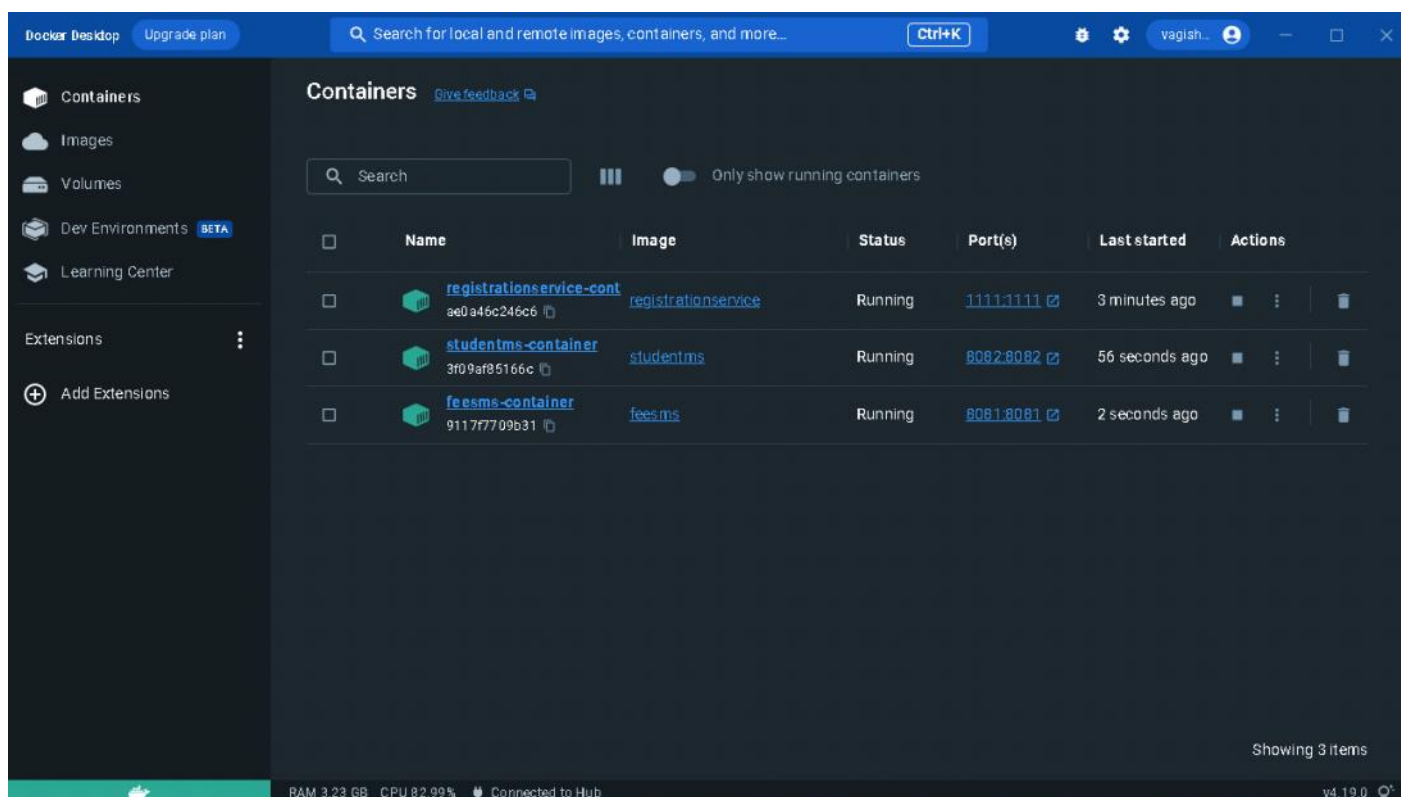 Docker Desktop Upgrade plan Search for local and remote images, containers, and more... Ctrl+K vagish...
Containers
Images
Volumes
Dev Environments BETA
Learning Center
Extensions
Add Extensions
Containers Give feedback
Search Only show running containers
Name Image Status Port(s) Last started Actions
registrationservice-cont registrationservice Running 1111:1111 3 minutes ago
ae0a46c246c6
studentms-container studentms Running 8082:8082 56 seconds ago
3f09af85166c
feesms-container feesms Running 8081:8081 2 seconds ago
9117f7709b31
Showing 3 items
RAM 3.23 GB CPU 82.99% Connected to Hub v4.19.0